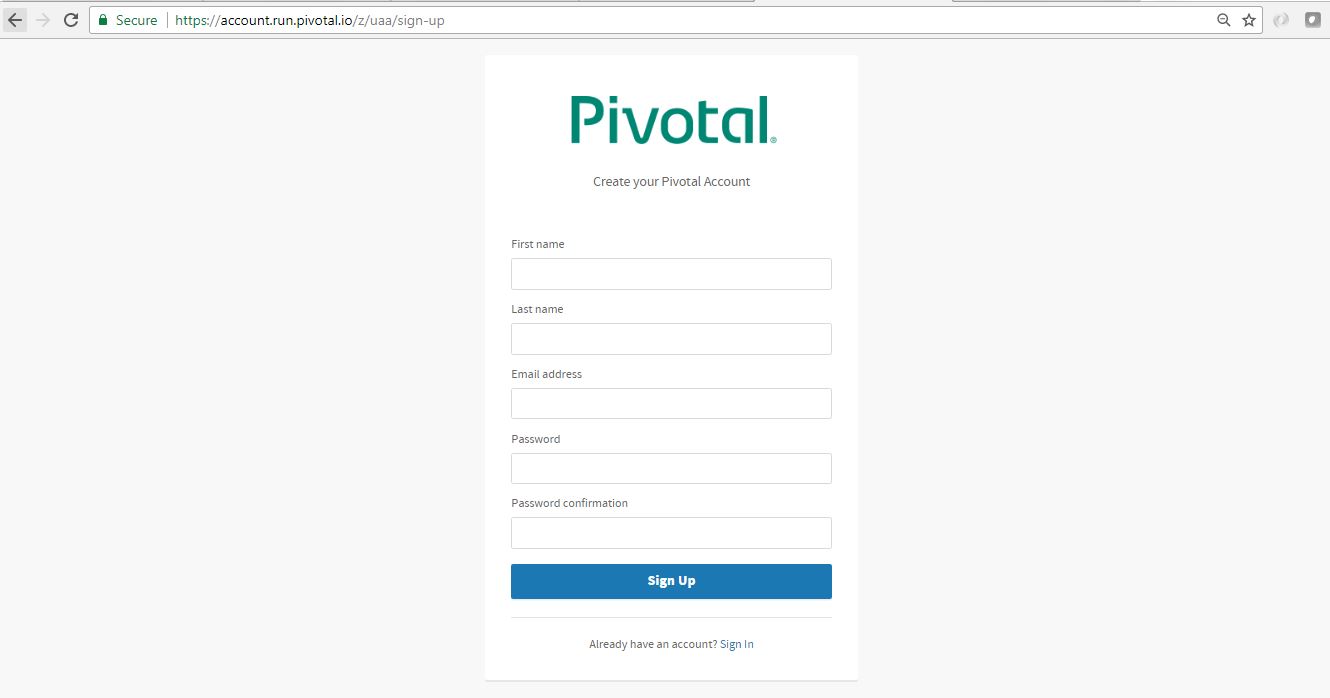 Secure https://account.run.pivotal.io/z/uaa/sign-up
Pivotal®
Create your Pivotal Account
First name
Last name
Email address
Password
Password confirmation
Sign Up
Already have an account? Sign In